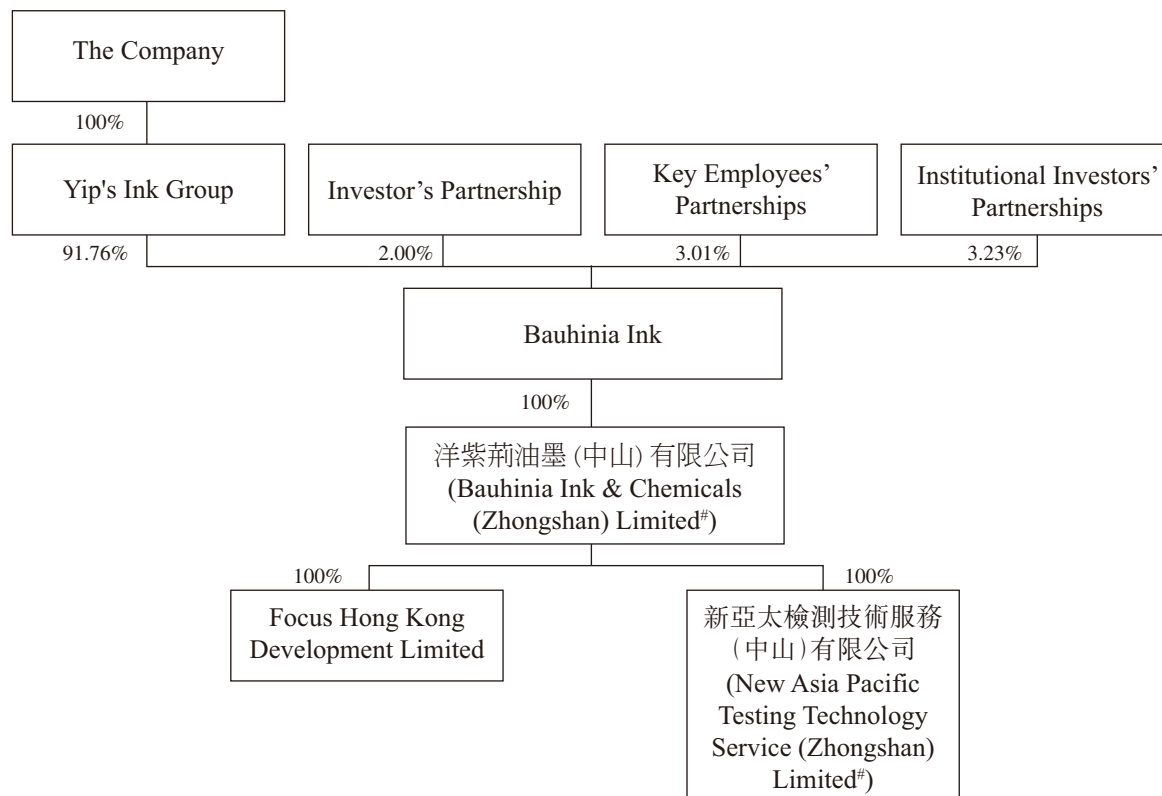 The Company
100%
Yip's Ink Group
Investor’s Partnership
Key Employees’
Partnerships
Institutional Investors’
Partnerships
91.76%
2.00%
3.01%
3.23%
Bauhinia Ink
100%
洋紫荊油墨(中山)有限公司
(Bauhinia Ink & Chemicals
(Zhongshan) Limited#)
100%
100%
Focus Hong Kong
Development Limited
新亞太檢測技術服務
(中山)有限公司
(New Asia Pacific
Testing Technology
Service (Zhongshan)
Limited#)